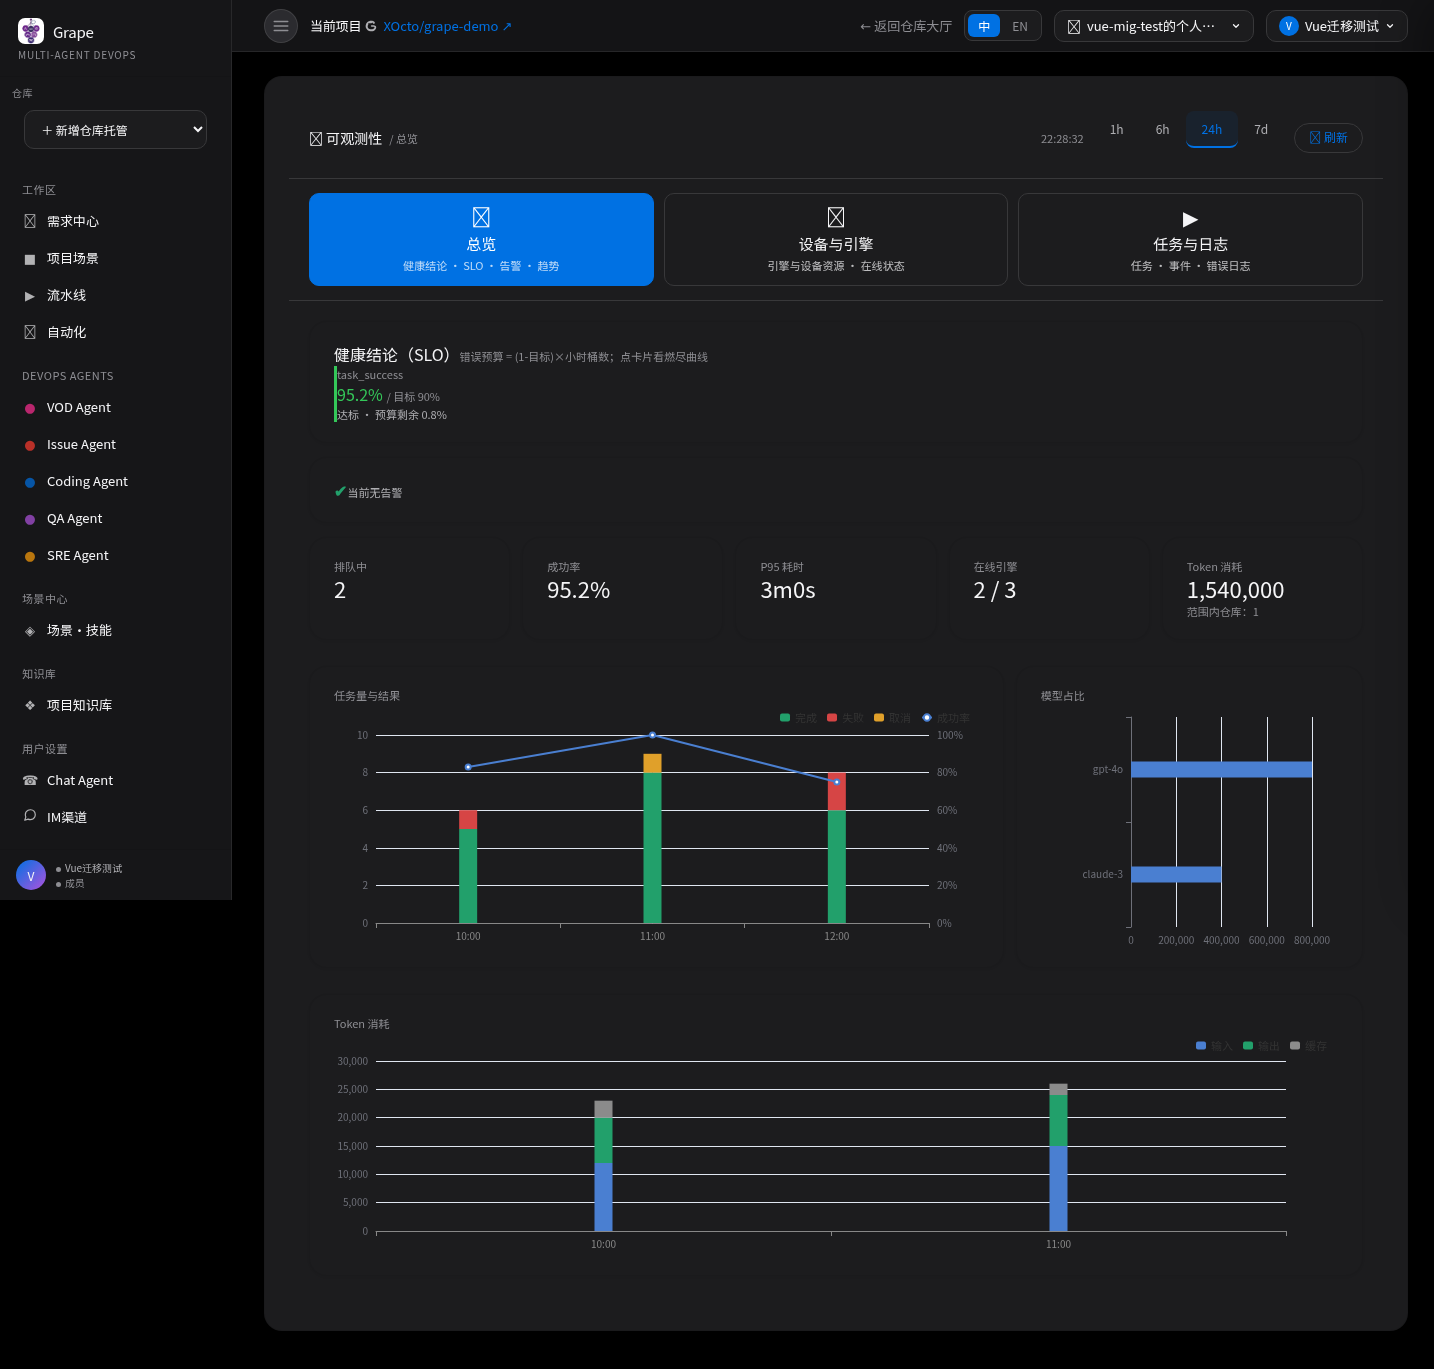 Grape
MULTI-AGENT DEVOPS
仓库
＋ 新增仓库托管
工作区
需求中心
项目场景
流水线
自动化
DEVOPS AGENTS
VOD Agent
Issue Agent
Coding Agent
QA Agent
SRE Agent
场景中心
场景·技能
知识库
项目知识库
用户设置
Chat Agent
IM渠道
V
Vue迁移测试
成员
当前项目 G XOcto/grape-demo ↗
← 返回仓库大厅
中 EN
vue-mig-test的个人…
V Vue迁移测试
可观测性 / 总览
22:28:32
1h 6h 24h 7d
刷新
总览
健康结论 · SLO · 告警 · 趋势
设备与引擎
引擎与设备资源 · 在线状态
任务与日志
任务 · 事件 · 错误日志
健康结论（SLO） 错误预算 = (1-目标)×小时桶数；点卡片看燃尽曲线
task_success
95.2% / 目标 90%
达标 · 预算剩余 0.8%
✔当前无告警
排队中
2
成功率
95.2%
P95 耗时
3m0s
在线引擎
2 / 3
Token 消耗
1,540,000
范围内仓库：1
任务量与结果
完成 失败 取消 成功率
10 100%
8 80%
6 60%
4 40%
2 20%
0 0%
10:00 11:00 12:00
模型占比
gpt-4o
claude-3
0 200,000 400,000 600,000 800,000
Token 消耗
输入 输出 缓存
30,000
25,000
20,000
15,000
10,000
5,000
0
10:00 11:00